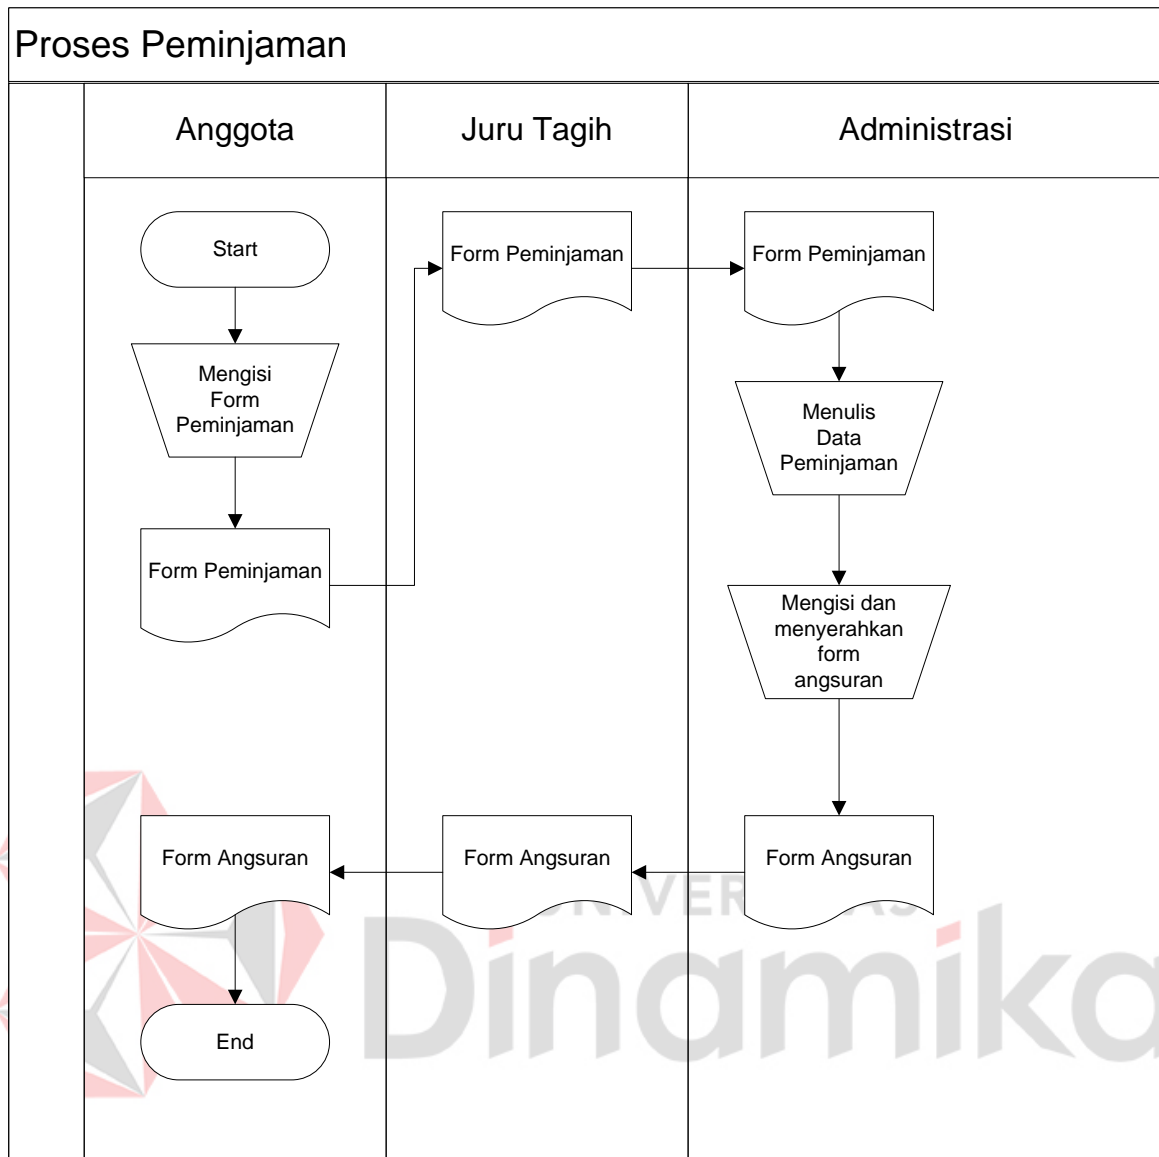 Proses Peminjaman
Anggota
Juru Tagih
Administrasi
Start
Form Peminjaman
Form Peminjaman
Mengisi
Form
Peminjaman
Menulis
Data
Peminjaman
Form Peminjaman
Mengisi dan
menyerahkan
form
angsuran
Form Angsuran
Form Angsuran
Form Angsuran
End
Dinamika